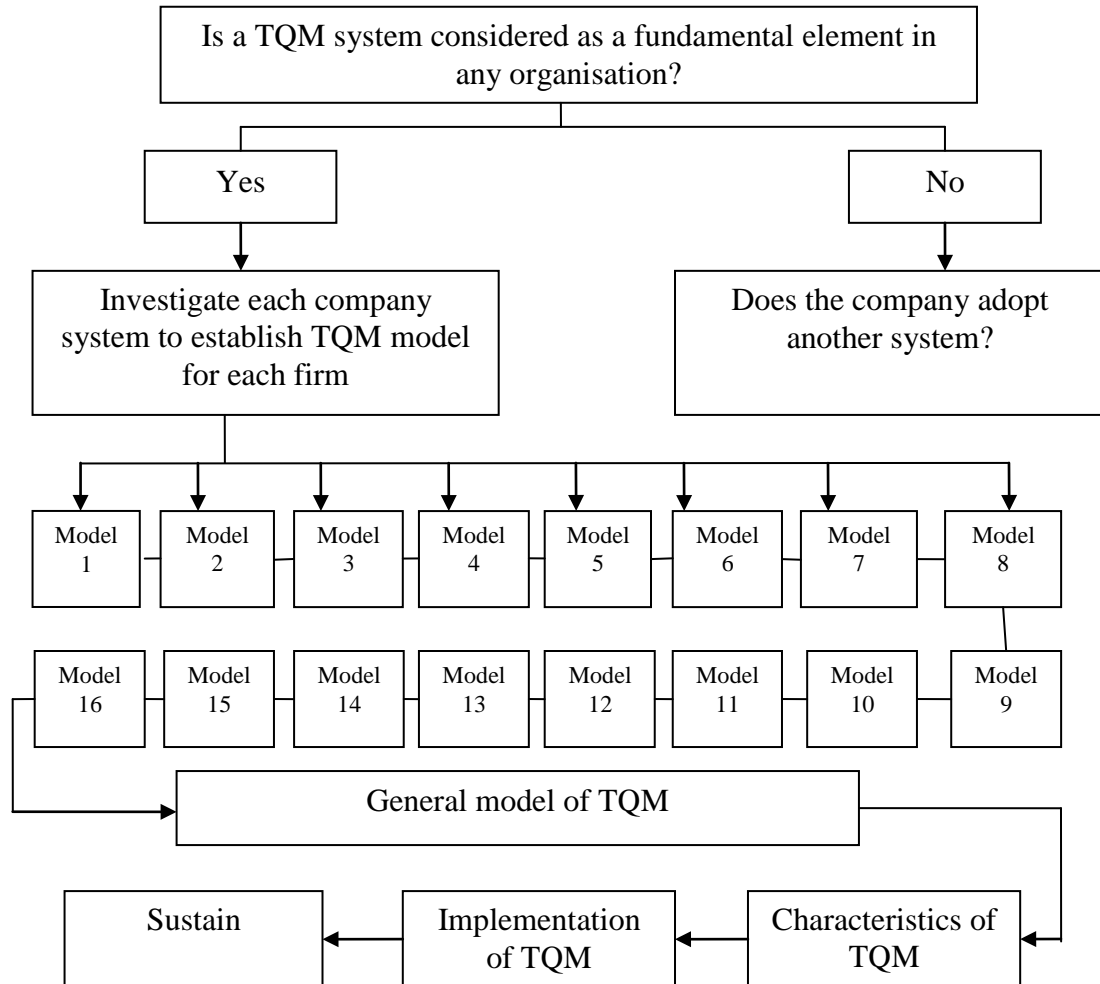 Is a TQM system considered as a fundamental element in
any organisation?
Yes
No
Investigate each company
system to establish TQM model
for each firm
Does the company adopt
another system?
Model
1
Model
2
Model
3
Model
4
Model
5
Model
6
Model
7
Model
8
Model
16
Model
15
Model
14
Model
13
Model
12
Model
11
Model
10
Model
9
General model of TQM
Sustain
Implementation
of TQM
Characteristics of
TQM